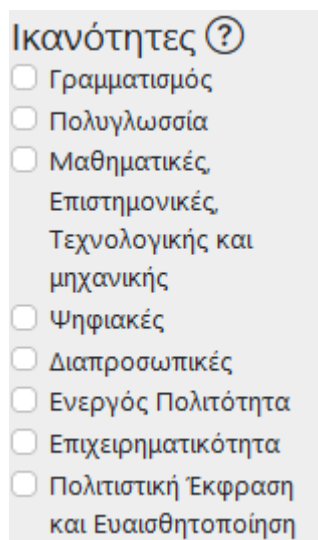 Ικανότητες ?
Γραμματισμός
Πολυγλωσσία
Μαθηματικές,
Επιστημονικές,
Τεχνολογικής και
μηχανικής
Ψηφιακές
Διαπροσωπικές
Ενεργός Πολιτότητα
Επιχειρηματικότητα
Πολιτιστική Έκφραση
και Ευαισθητοποίηση